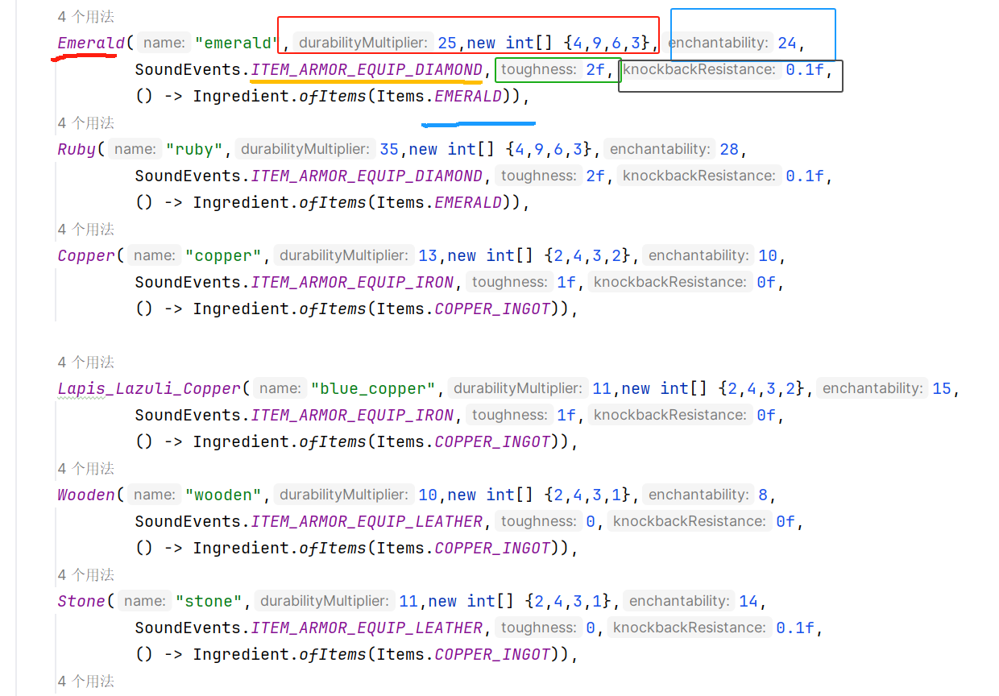 4 个用法
Emerald( name: "emerald", durabilityMultiplier: 25,new int[] {4,9,6,3}, enchantability: 24,
SoundEvents.ITEM_ARMOR_EQUIP_DIAMOND, toughness: 2f, knockbackResistance: 0.1f,
() -> Ingredient.ofItems(Items.EMERALD)),
4 个用法
Ruby( name: "ruby", durabilityMultiplier: 35,new int[] {4,9,6,3}, enchantability: 28,
SoundEvents.ITEM_ARMOR_EQUIP_DIAMOND, toughness: 2f, knockbackResistance: 0.1f,
() -> Ingredient.ofItems(Items.EMERALD)),
4 个用法
Copper( name: "copper", durabilityMultiplier: 13,new int[] {2,4,3,2}, enchantability: 10,
SoundEvents.ITEM_ARMOR_EQUIP_IRON, toughness: 1f, knockbackResistance: 0f,
() -> Ingredient.ofItems(Items.COPPER_INGOT)),
4 个用法
Lapis_Lazuli_Copper( name: "blue_copper", durabilityMultiplier: 11,new int[] {2,4,3,2}, enchantability: 15,
SoundEvents.ITEM_ARMOR_EQUIP_IRON, toughness: 1f, knockbackResistance: 0f,
() -> Ingredient.ofItems(Items.COPPER_INGOT)),
4 个用法
Wooden( name: "wooden", durabilityMultiplier: 10,new int[] {2,4,3,1}, enchantability: 8,
SoundEvents.ITEM_ARMOR_EQUIP_LEATHER, toughness: 0, knockbackResistance: 0f,
() -> Ingredient.ofItems(Items.COPPER_INGOT)),
4 个用法
Stone( name: "stone", durabilityMultiplier: 11,new int[] {2,4,3,1}, enchantability: 14,
SoundEvents.ITEM_ARMOR_EQUIP_LEATHER, toughness: 0, knockbackResistance: 0.1f,
() -> Ingredient.ofItems(Items.COPPER_INGOT)),
4 个用法